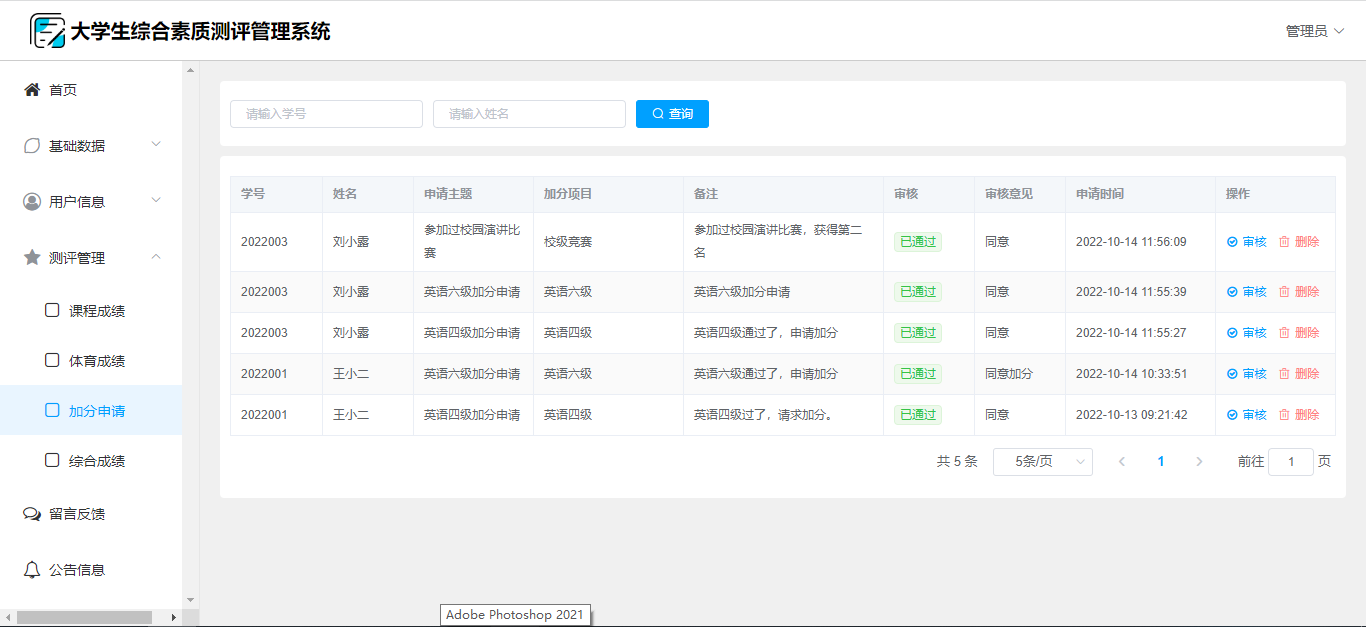 大学生综合素质测评管理系统
管理员
首页
基础数据
用户信息
测评管理
课程成绩
体育成绩
加分申请
综合成绩
留言反馈
公告信息
请输入学号 请输入姓名 查询
学号 姓名 申请主题 加分项目 备注 审核 审核意见 申请时间 操作
2022003 刘小露 参加过校园演讲比 校级竞赛 参加过校园演讲比赛，获得第二 已通过 同意 2022-10-14 11:56:09 审核 删除
赛 名
2022003 刘小露 英语六级加分申请 英语六级 英语六级加分申请 已通过 同意 2022-10-14 11:55:39 审核 删除
2022003 刘小露 英语四级加分申请 英语四级 英语四级通过了，申请加分 已通过 同意 2022-10-14 11:55:27 审核 删除
2022001 王小二 英语六级加分申请 英语六级 英语六级通过了，申请加分 已通过 同意加分 2022-10-14 10:33:51 审核 删除
2022001 王小二 英语四级加分申请 英语四级 英语四级过了，请求加分。 已通过 同意 2022-10-13 09:21:42 审核 删除
共 5 条 5条/页 1 前往 1 页
Adobe Photoshop 2021